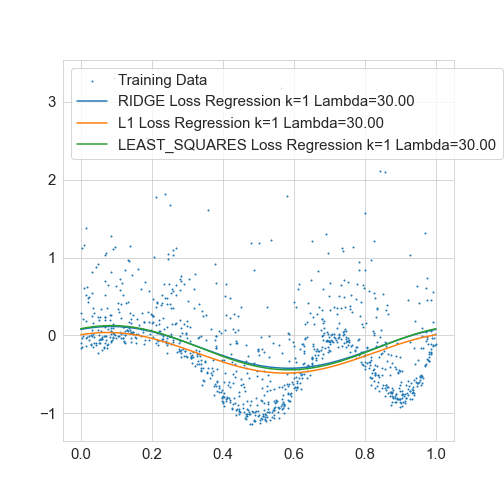 Training Data
RIDGE Loss Regression k=1 Lambda=30.00
L1 Loss Regression k=1 Lambda=30.00
LEAST_SQUARES Loss Regression k=1 Lambda=30.00
3
2
1
0
−1
0.0 0.2 0.4 0.6 0.8 1.0